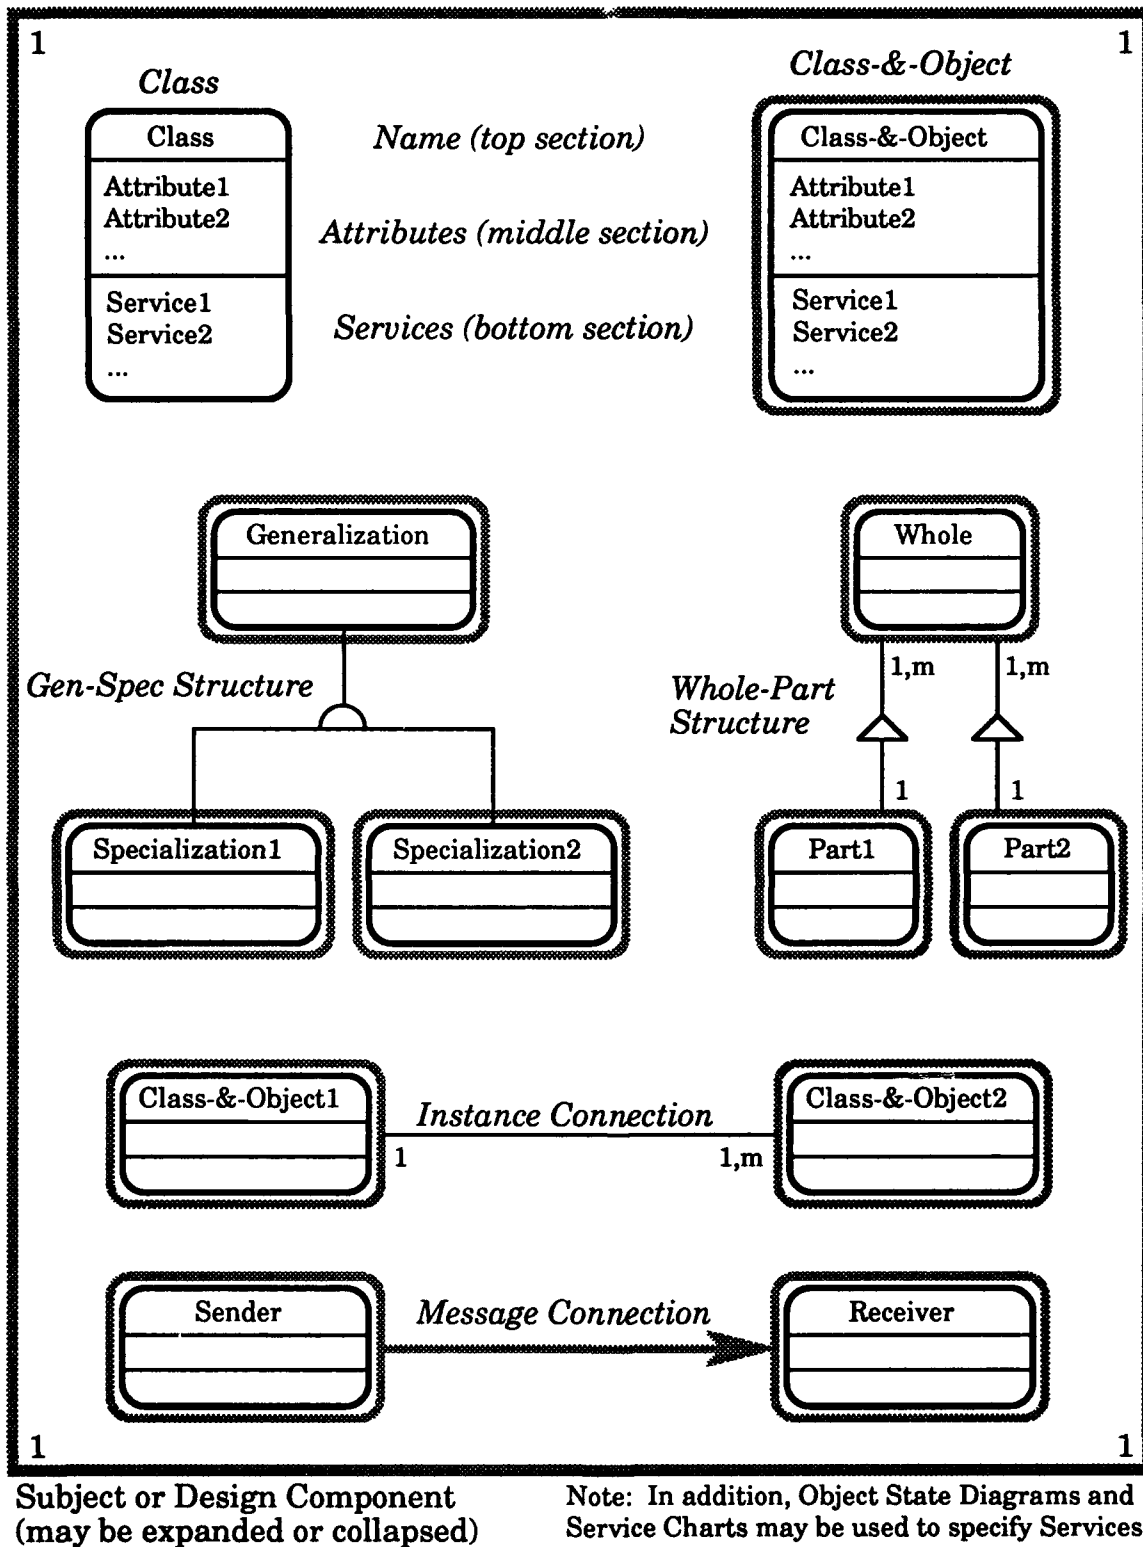 1 1
Class Class-&-Object
Class Name (top section) Class-&-Object
Attribute1 Attribute1
Attribute2 Attributes (middle section) Attribute2
... ...
Service1 Services (bottom section) Service1
Service2 Service2
... ...
Generalization Whole
Gen-Spec Structure 1,m 1,m
Whole-Part
Structure
1 1
Specialization1 Specialization2 Part1 Part2
Class-&-Object1 Instance Connection Class-&-Object2
1 1,m
Sender Message Connection Receiver
1 1
Subject or Design Component
(may be expanded or collapsed)
Note: In addition, Object State Diagrams and
Service Charts may be used to specify Services